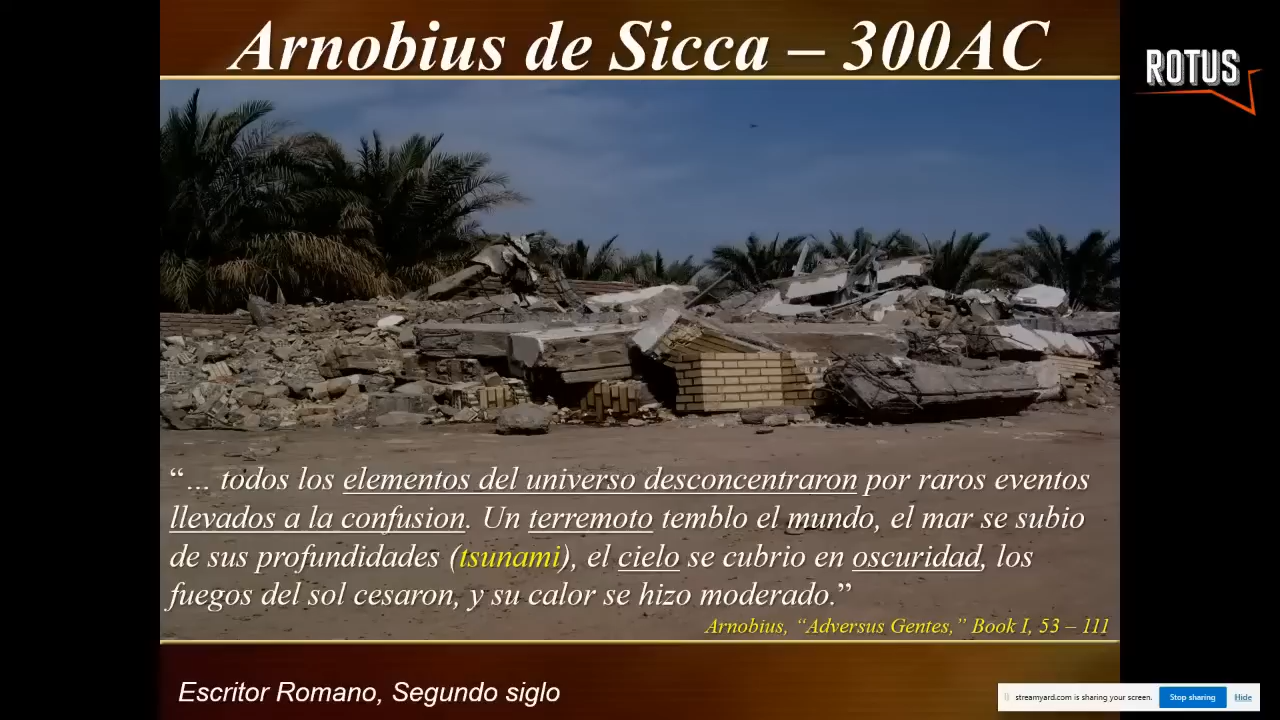 Arnobius de Sicca – 300AC
ROTUS
“... todos los elementos del universo desconcentraron por raros eventos
llevados a la confusion. Un terremoto temblo el mundo, el mar se subio
de sus profundidades (tsunami), el cielo se cubrio en oscuridad, los
fuegos del sol cesaron, y su calor se hizo moderado.”
Arnobius, “Adversus Gentes,” Book I, 53 – 111
Escritor Romano, Segundo siglo
streamyard.com is sharing your screen. Stop sharing Hide